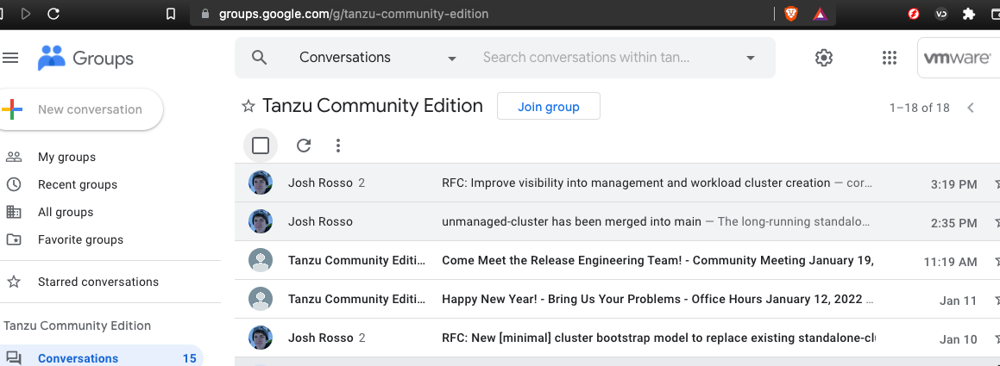 groups.google.com/g/tanzu-community-edition
VD
Groups
Conversations
Search conversations within tan...
vmware
New conversation
Tanzu Community Edition
Join group
1–18 of 18
My groups
Recent groups
All groups
Favorite groups
Starred conversations
Tanzu Community Edition
Conversations 15
Josh Rosso 2 RFC: Improve visibility into management and workload cluster creation — cor... 3:19 PM
Josh Rosso unmanaged-cluster has been merged into main — The long-running standalo... 2:35 PM
Tanzu Community Editi... Come Meet the Release Engineering Team! - Community Meeting January 19, 11:19 AM
Tanzu Community Editi... Happy New Year! - Bring Us Your Problems - Office Hours January 12, 2022 ... Jan 11
Josh Rosso 2 RFC: New [minimal] cluster bootstrap model to replace existing standalone-cl Jan 10